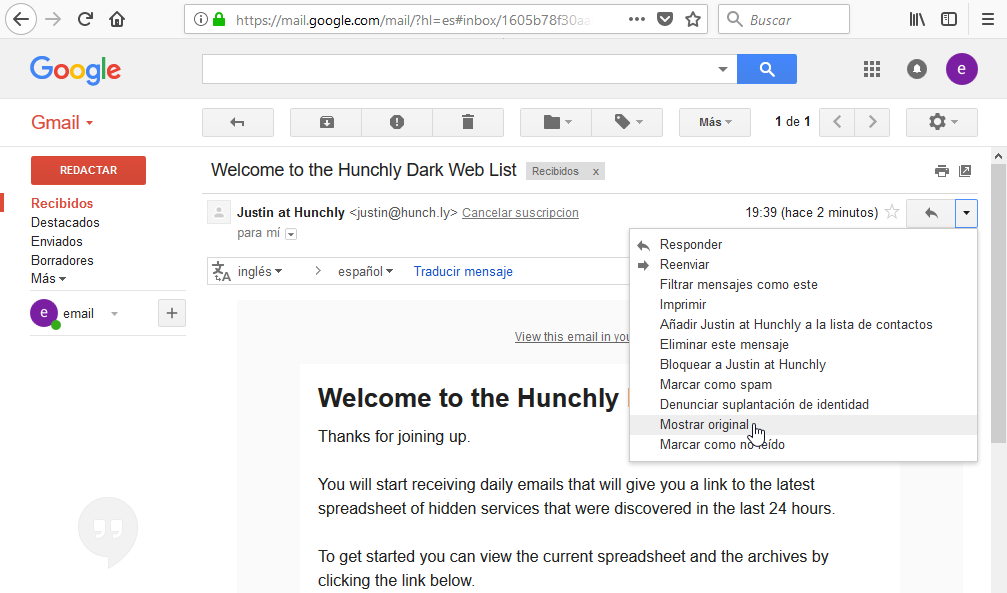 https://mail.google.com/mail/?hl=es#inbox/1605b78f30aa
Buscar
Google
e
Gmail
Más
1 de 1
REDACTAR
Welcome to the Hunchly Dark Web List
Recibidos x
Recibidos
Destacados
Enviados
Borradores
Más
e email
+
Justin at Hunchly <justin@hunch.ly> Cancelar suscripcion
19:39 (hace 2 minutos)
para mí
inglés > español Traducir mensaje
Responder
Reenviar
Filtrar mensajes como este
Imprimir
Añadir Justin at Hunchly a la lista de contactos
Eliminar este mensaje
Bloquear a Justin at Hunchly
Marcar como spam
Denunciar suplantación de identidad
Mostrar original
Marcar como no leído
View this email in you
Welcome to the Hunchly
Thanks for joining up.
You will start receiving daily emails that will give you a link to the latest
spreadsheet of hidden services that were discovered in the last 24 hours.
To get started you can view the current spreadsheet and the archives by
clicking the link below.